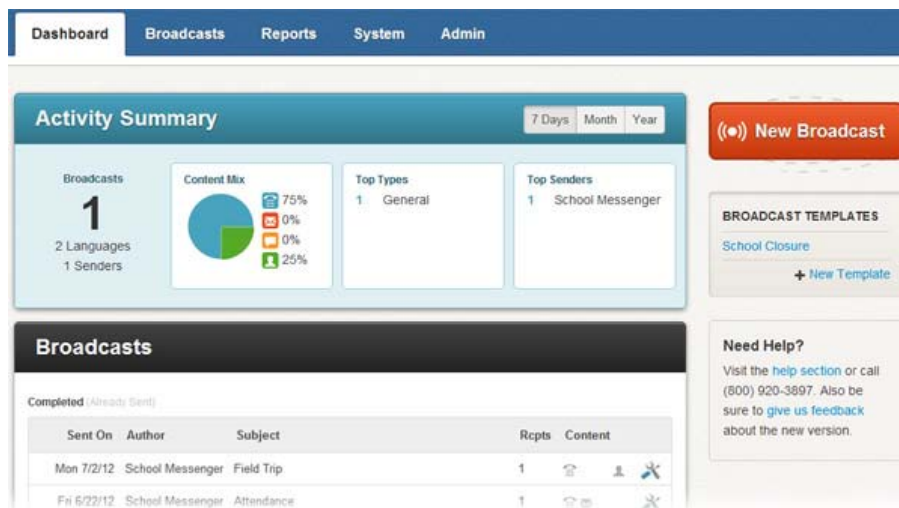 Dashboard Broadcasts Reports System Admin
Activity Summary
7 Days Month Year
Broadcasts
1
2 Languages
1 Senders
Content Mix
75%
0%
0%
25%
Top Types
1 General
Top Senders
1 School Messenger
New Broadcast
BROADCAST TEMPLATES
School Closure
+ New Template
Need Help?
Visit the help section or call
(800) 920-3897. Also be
sure to give us feedback
about the new version.
Broadcasts
Completed (Already Sent)
Sent On Author Subject Rcpts Content
Mon 7/2/12 School Messenger Field Trip 1
Fri 6/22/12 School Messenger Attendance 1